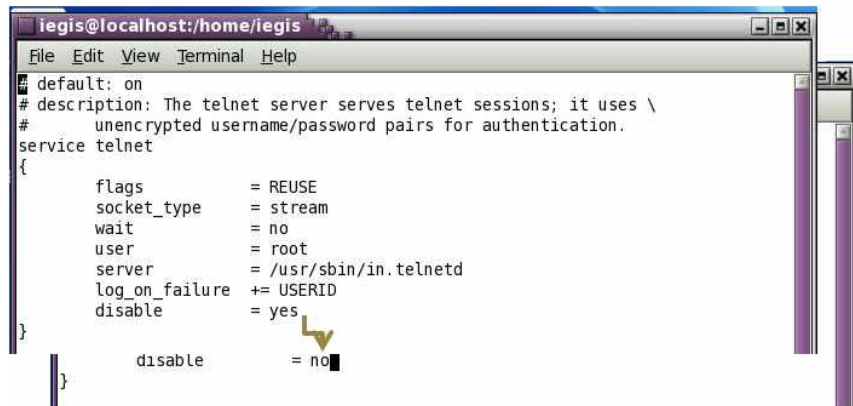 iegis@localhost:/home/iegis
File Edit View Terminal Help
# default: on
# description: The telnet server serves telnet sessions; it uses \
#       unencrypted username/password pairs for authentication.
service telnet
{
        flags           = REUSE
        socket_type     = stream
        wait            = no
        user            = root
        server          = /usr/sbin/in.telnetd
        log_on_failure  += USERID
        disable         = yes
}
        disable         = no
}